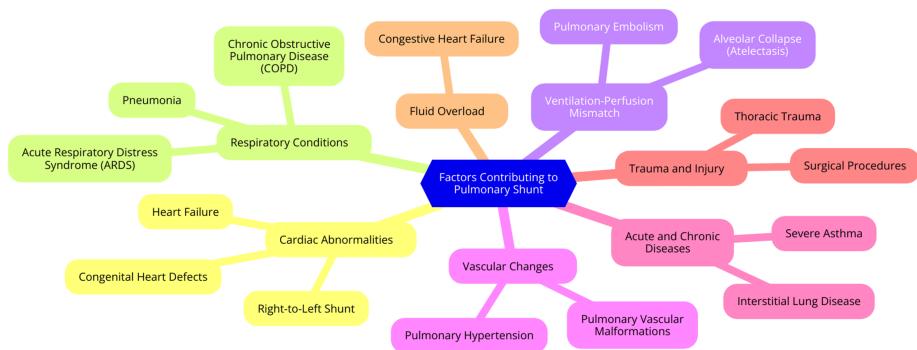 Factors Contributing to
Pulmonary Shunt
Respiratory Conditions
Chronic Obstructive
Pulmonary Disease
(COPD)
Pneumonia
Acute Respiratory Distress
Syndrome (ARDS)
Cardiac Abnormalities
Heart Failure
Congenital Heart Defects
Right-to-Left Shunt
Fluid Overload
Congestive Heart Failure
Ventilation-Perfusion
Mismatch
Pulmonary Embolism
Alveolar Collapse
(Atelectasis)
Trauma and Injury
Thoracic Trauma
Surgical Procedures
Acute and Chronic
Diseases
Severe Asthma
Interstitial Lung Disease
Vascular Changes
Pulmonary Hypertension
Pulmonary Vascular
Malformations